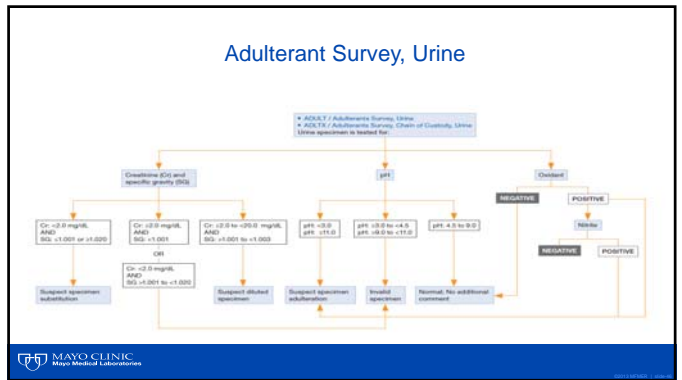 Adulterant Survey, Urine
• ADULT / Adulterants Survey, Urine
• ADLTX / Adulterants Survey, Chain of Custody, Urine
Urine specimen is tested for:
Creatinine (Cr) and
specific gravity (SG)
pH
Oxidant
NEGATIVE
POSITIVE
Cr: <2.0 mg/dL
AND
SG: <1.001 or ≥1.020
Cr: ≥2.0 mg/dL
AND
SG: <1.001
OR
Cr: <2.0 mg/dL
AND
SG >1.001 to <1.020
Cr: ≥2.0 to <20.0 mg/dL
AND
SG: >1.001 to <1.003
pH: <3.0
pH: ≥11.0
pH: ≥3.0 to <4.5
pH: ≥9.0 to <11.0
pH: 4.5 to 9.0
Nitrite
NEGATIVE
POSITIVE
Suspect specimen
substitution
Suspect diluted
specimen
Suspect specimen
adulteration
Invalid
specimen
Normal; No additional
comment
MAYO CLINIC
Mayo Medical Laboratories
©2013 MFMER |